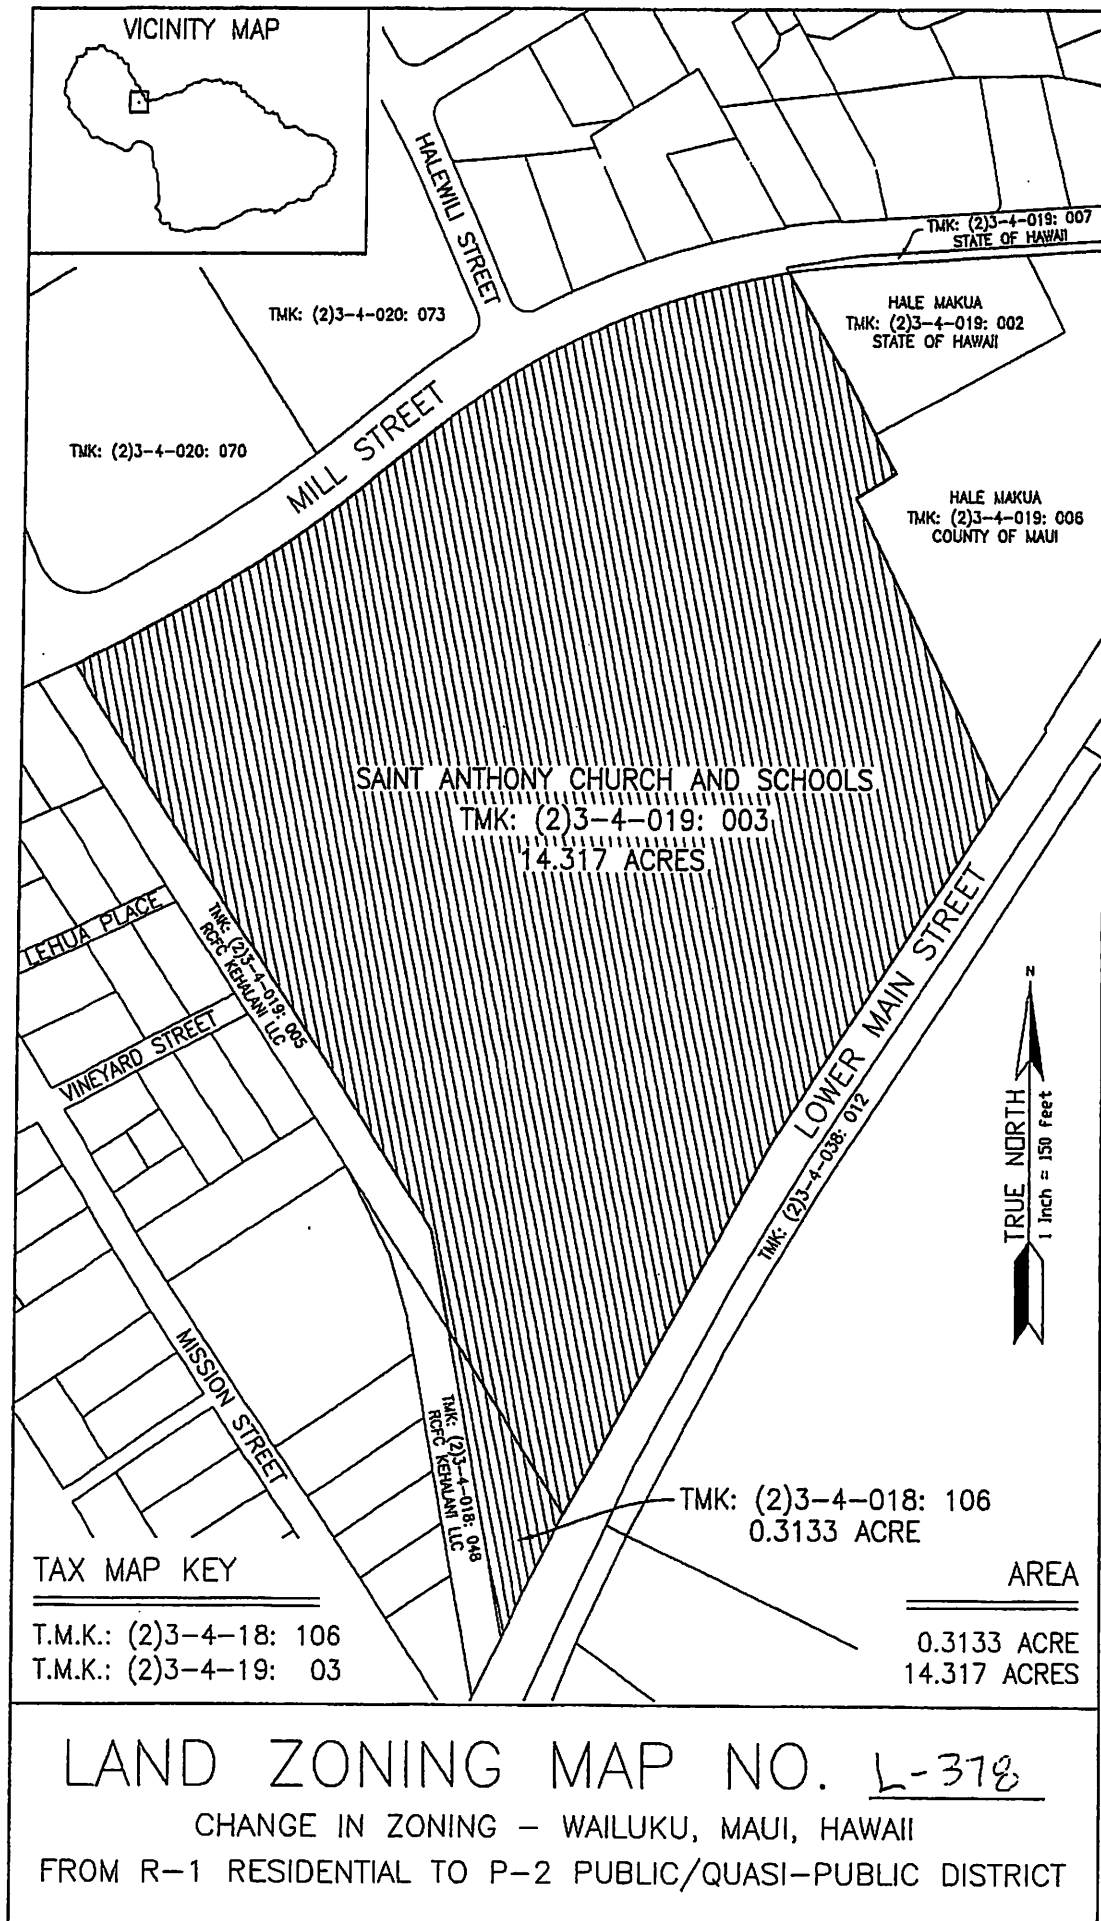 VICINITY MAP
HALEWILI STREET
TMK: (2)3-4-019: 007
STATE OF HAWAII
TMK: (2)3-4-020: 073
HALE MAKUA
TMK: (2)3-4-019: 002
STATE OF HAWAII
MILL STREET
TMK: (2)3-4-020: 070
HALE MAKUA
TMK: (2)3-4-019: 006
COUNTY OF MAUI
SAINT ANTHONY CHURCH AND SCHOOLS
TMK: (2)3-4-019: 003
14.317 ACRES
LEHUA PLACE
TMK: (2)3-4-019: 005
RCFC KEHALANI LLC
VINEYARD STREET
LOWER MAIN STREET
TMK: (2)3-4-038: 012
N
TRUE NORTH
1 Inch = 150 feet
MISSION STREET
TMK: (2)3-4-018: 048
RCFC KEHALANI LLC
TMK: (2)3-4-018: 106
0.3133 ACRE
TAX MAP KEY
AREA
T.M.K.: (2)3-4-18: 106
0.3133 ACRE
T.M.K.: (2)3-4-19: 03
14.317 ACRES
LAND ZONING MAP NO. L-378
CHANGE IN ZONING - WAILUKU, MAUI, HAWAII
FROM R-1 RESIDENTIAL TO P-2 PUBLIC/QUASI-PUBLIC DISTRICT